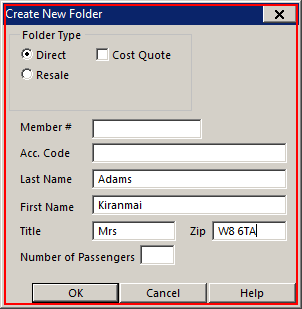 Create New Folder
Folder Type
Direct Cost Quote
Resale
Member #
Acc. Code
Last Name Adams
First Name Kiranmai
Title Mrs Zip W8 6TA
Number of Passengers
OK Cancel Help